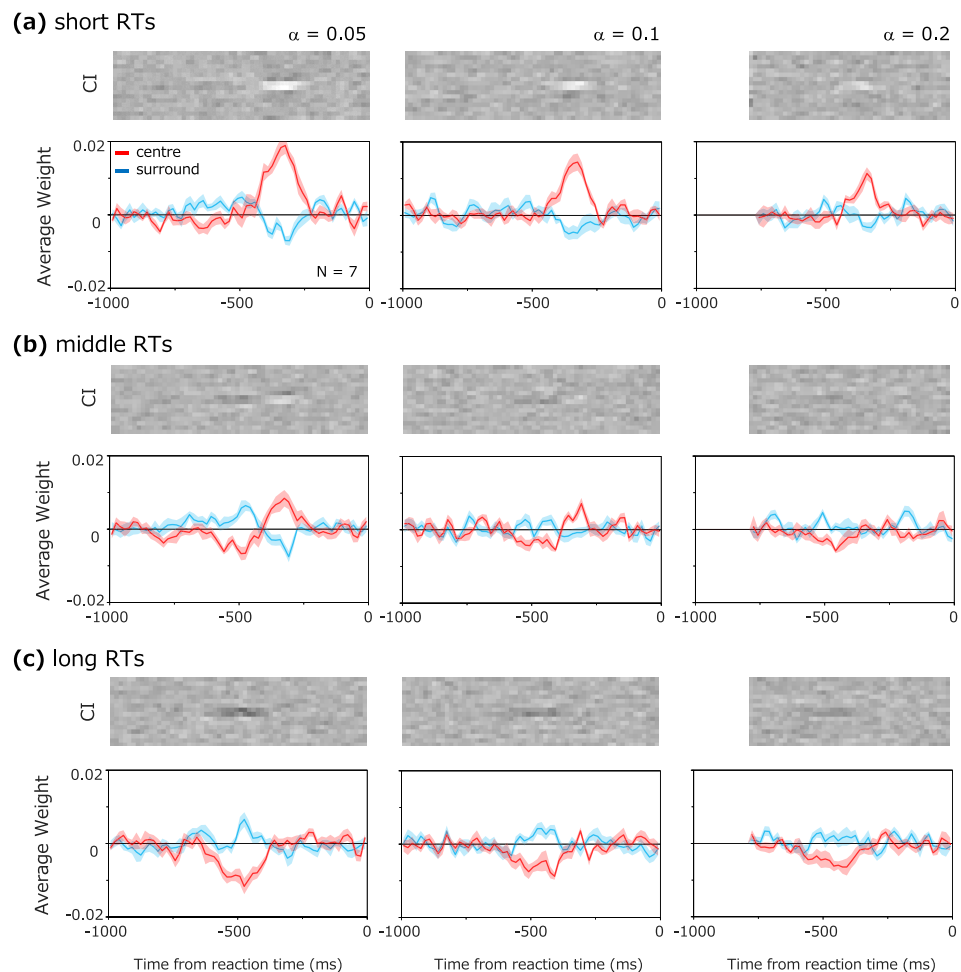 (a) short RTs
α = 0.05 α = 0.1 α = 0.2
CI
Average Weight
0.02
0
-0.02
centre
surround
N = 7
-1000 -500 0
-1000 -500 0
-1000 -500 0
(b) middle RTs
CI
Average Weight
0.02
0
-0.02
-1000 -500 0
-1000 -500 0
-1000 -500 0
(c) long RTs
CI
Average Weight
0.02
0
-0.02
-1000 -500 0
-1000 -500 0
-1000 -500 0
Time from reaction time (ms) Time from reaction time (ms) Time from reaction time (ms)